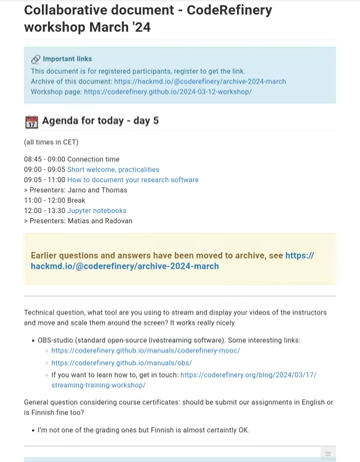 Collaborative document - CodeRefinery
workshop March '24
Important links
This document is for registered participants, register to get the link.
Archive of this document: https://hackmd.io/@coderefinery/archive-2024-march
Workshop page: https://coderefinery.github.io/2024-03-12-workshop/
Agenda for today - day 5
(all times in CET)
08:45 - 09:00 Connection time
09:00 - 09:05 Short welcome, practicalities
09:05 - 11:00 How to document your research software
> Presenters: Jarno and Thomas
11:00 - 12:00 Break
12:00 - 13:30 Jupyter notebooks
> Presenters: Matias and Radovan
Earlier questions and answers have been moved to archive, see https://
hackmd.io/@coderefinery/archive-2024-march
Technical question, what tool are you using to stream and display your videos of the instructors
and move and scale them around the screen? It works really nicely
• OBS-studio (standard open-source livestreaming software). Some interesting links:
◦ https://coderefinery.github.io/manuals/coderefinery-mooc/
◦ https://coderefinery.github.io/manuals/obs/
◦ If you want to learn how to, get in touch: https://coderefinery.org/blog/2024/03/17/
streaming-training-workshop/
General question considering course certificates: should be submit our assignments in English or
is Finnish fine too?
• I'm not one of the grading ones but Finnish is almost certainly OK.